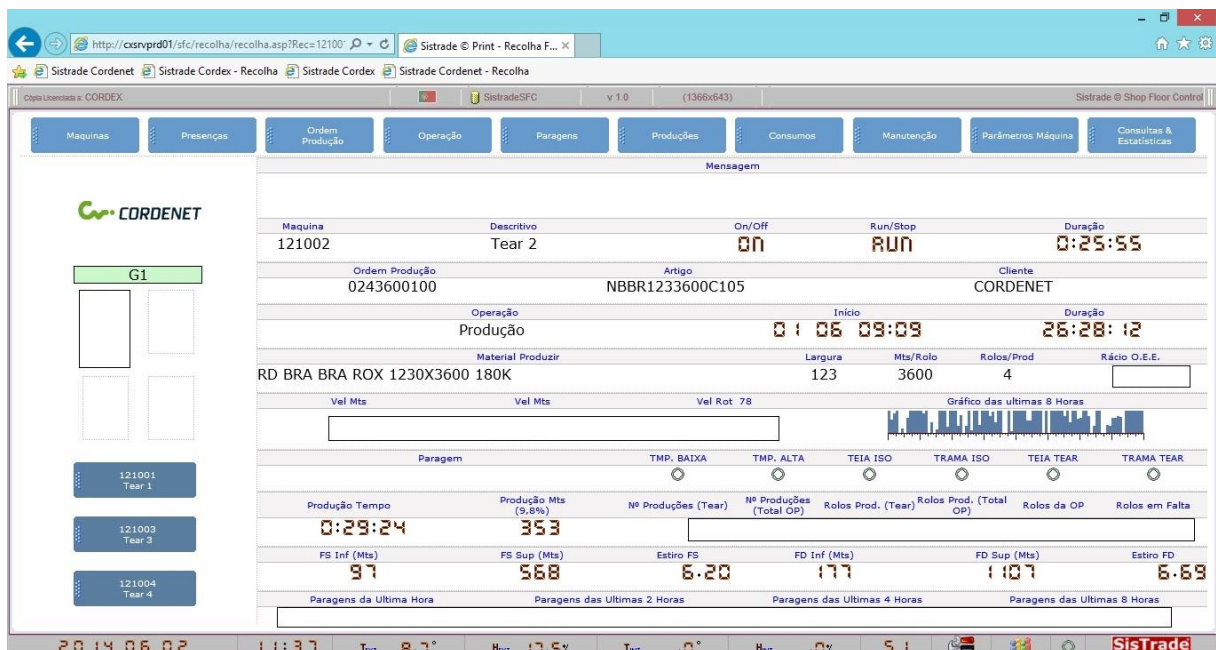 http://cxsrvprd01/sfc/recolha/recolha.asp?Rec=12100 Sistrade © Print - Recolha F...
Sistrade Cordenet Sistrade Cordex - Recolha Sistrade Cordex Sistrade Cordenet - Recolha
Cópia Licenciada a: CORDEX SistradeSFC v 1.0 (1366x643) Sistrade © Shop Floor Control
Maquinas Presenças Ordem Produção Operação Paragens Produções Consumos Manutenção Parâmetros Máquina Consultas & Estatísticas
Mensagem
CORDENET
Maquina Descritivo On/Off Run/Stop Duração
121002 Tear 2 ON RUN 0:25:55
G1
Ordem Produção Artigo Cliente
0243600100 NBBR1233600C105 CORDENET
Operação Início Duração
Produção 01 06 09:09 26:28:12
Material Produzir Largura Mts/Rolo Rolos/Prod Rácio O.E.E.
RD BRA BRA ROX 1230X3600 180K 123 3600 4
Vel Mts Vel Mts Vel Rot 78 Gráfico das ultimas 8 Horas
Paragem TMP. BAIXA TMP. ALTA TEIA ISO TRAMA ISO TEIA TEAR TRAMA TEAR
121001
Tear 1
Produção Tempo Produção Mts (9,8%) Nº Produções (Tear) Nº Produções (Total OP) Rolos Prod. (Tear) Rolos Prod. (Total OP) Rolos da OP Rolos em Falta
0:29:24 353
121003
Tear 3
FS Inf (Mts) FS Sup (Mts) Estiro FS FD Inf (Mts) FD Sup (Mts) Estiro FD
97 568 6.20 177 1107 6.69
121004
Tear 4
Paragens da Ultima Hora Paragens das Ultimas 2 Horas Paragens das Ultimas 4 Horas Paragens das Ultimas 8 Horas
2014.06.02 11:37 SisTrade